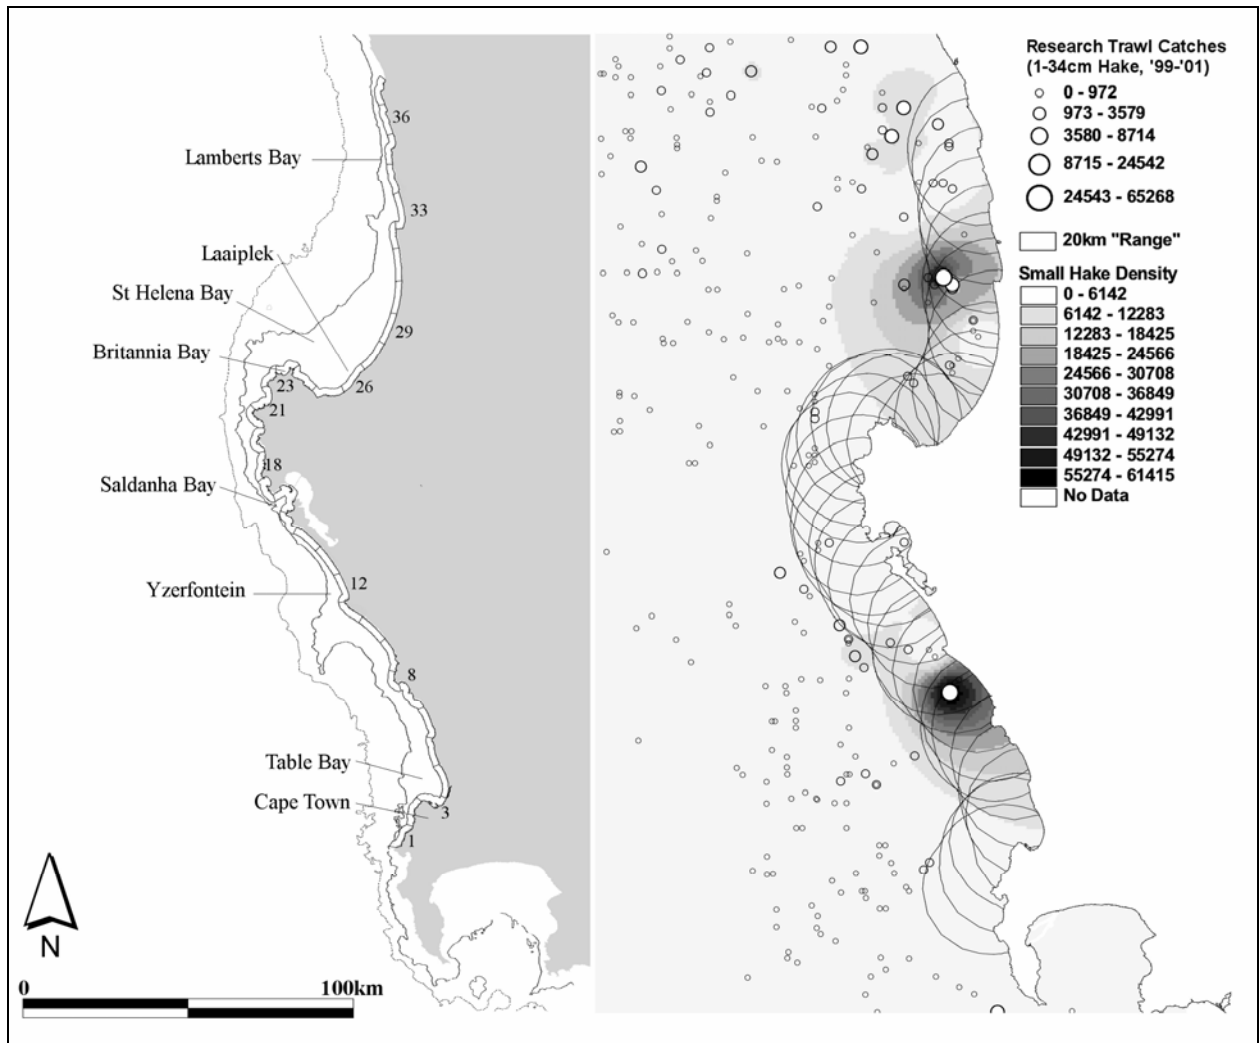 36
Lamberts Bay
33
Laaiplek
St Helena Bay
29
Britannia Bay
23
26
21
18
Saldanha Bay
12
Yzerfontein
8
Table Bay
Cape Town
3
1
N
0
100km
Research Trawl Catches
(1-34cm Hake, '99-'01)
0 - 972
973 - 3579
3580 - 8714
8715 - 24542
24543 - 65268
20km "Range"
Small Hake Density
0 - 6142
6142 - 12283
12283 - 18425
18425 - 24566
24566 - 30708
30708 - 36849
36849 - 42991
42991 - 49132
49132 - 55274
55274 - 61415
No Data